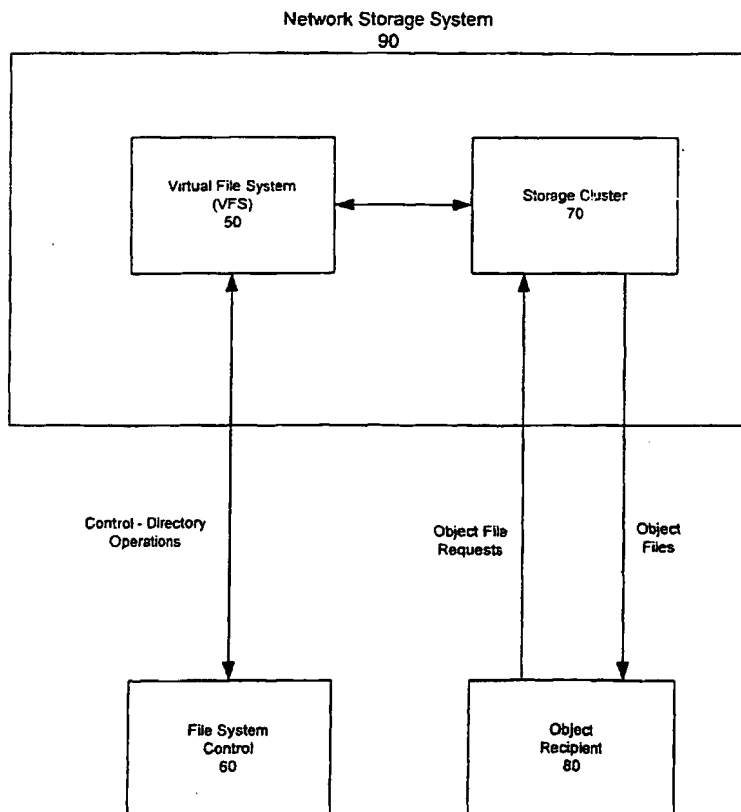 Network Storage System
90
Virtual File System
(VFS)
50
Storage Cluster
70
Control - Directory
Operations
Object File
Requests
Object
Files
File System
Control
60
Object
Recipient
80